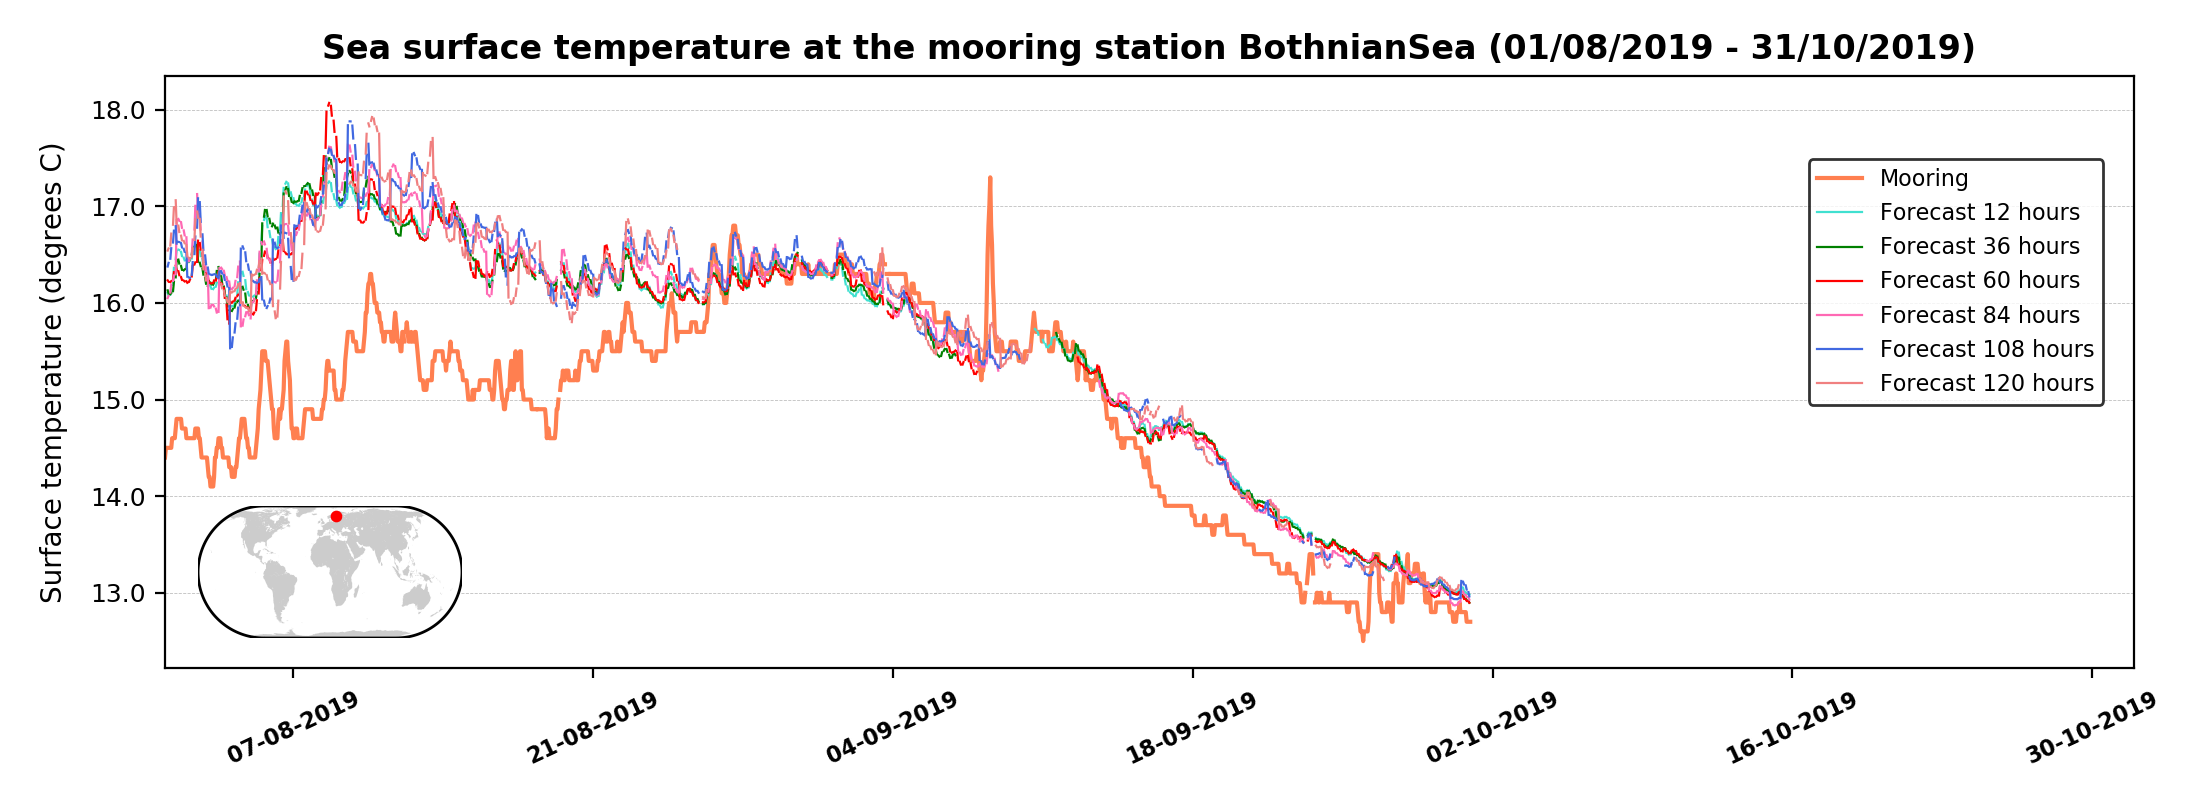 Sea surface temperature at the mooring station BothnianSea (01/08/2019 - 31/10/2019)
Surface temperature (degrees C)
18.0
17.0
16.0
15.0
14.0
13.0
Mooring
Forecast 12 hours
Forecast 36 hours
Forecast 60 hours
Forecast 84 hours
Forecast 108 hours
Forecast 120 hours
07-08-2019
21-08-2019
04-09-2019
18-09-2019
02-10-2019
16-10-2019
30-10-2019